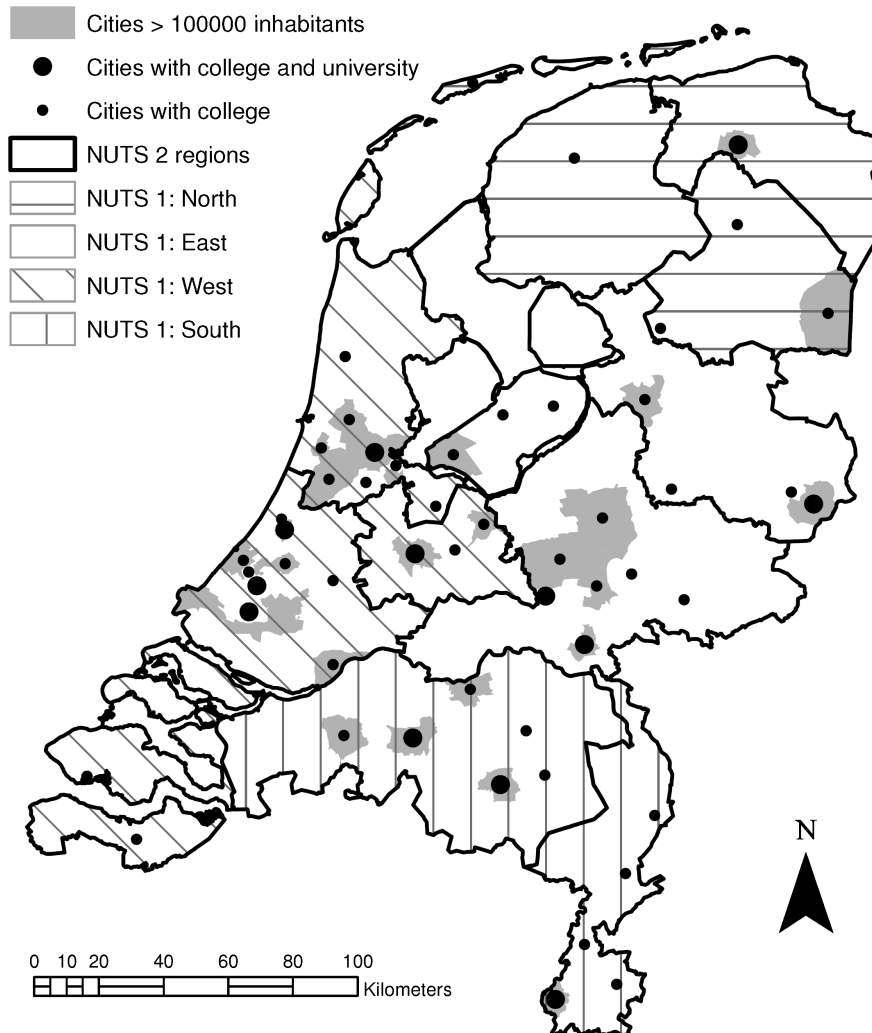 Cities > 100000 inhabitants
Cities with college and university
Cities with college
NUTS 2 regions
NUTS 1: North
NUTS 1: East
NUTS 1: West
NUTS 1: South
N
0 10 20 40 60 80 100
Kilometers